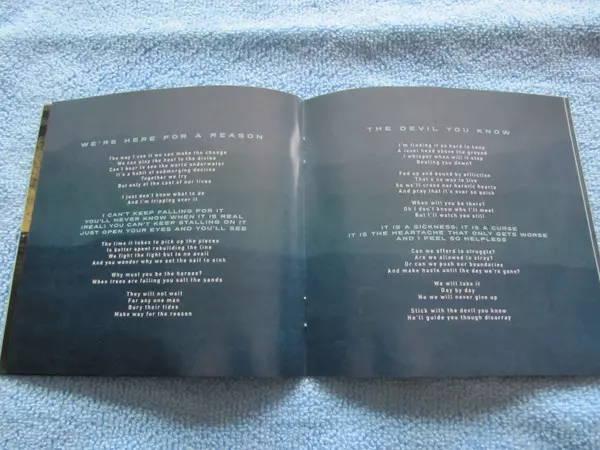 WE'RE HERE FOR A REASON
The way I see it we can make the change
We can play the host to the divine
Can't bear to see the world underwater
It's a habit of submerging desires
Together we try
But only at the cost of our lives
I just don't know what to do
And I'm tripping over it
I CAN'T KEEP FALLING FOR IT
YOU'LL NEVER KNOW WHEN IT IS REAL
(REAL) YOU CAN'T KEEP STALLING ON IT
JUST OPEN YOUR EYES AND YOU'LL SEE
The time it takes to pick up the pieces
Is better spent rebuilding the line
We fight the fight but to no avail
And you wonder why we set the sail to sink
Why must you be the heroes?
When trees are falling you salt the sands
They will not wait
For any one man
Bury their tides
Make way for the reason
THE DEVIL YOU KNOW
I'm finding it so hard to keep
A level head above the ground
I whisper when will it stop
Beating you down?
Fed up and bound by affliction
That's no way to live
So we'll cross our heretic hearts
And pray that it's over so quick
When will you be there?
Oh I don't know who I'll meet
But I'll watch you still
IT IS A SICKNESS; IT IS A CURSE
IT IS THE HEARTACHE THAT ONLY GETS WORSE
AND I FEEL SO HELPLESS
Can we afford to struggle?
Are we allowed to stray?
Or can we push our boundaries
And make haste until the day we're gone?
We will take it
Day by day
No we will never give up
Stick with the devil you know
He'll guide you though disarray